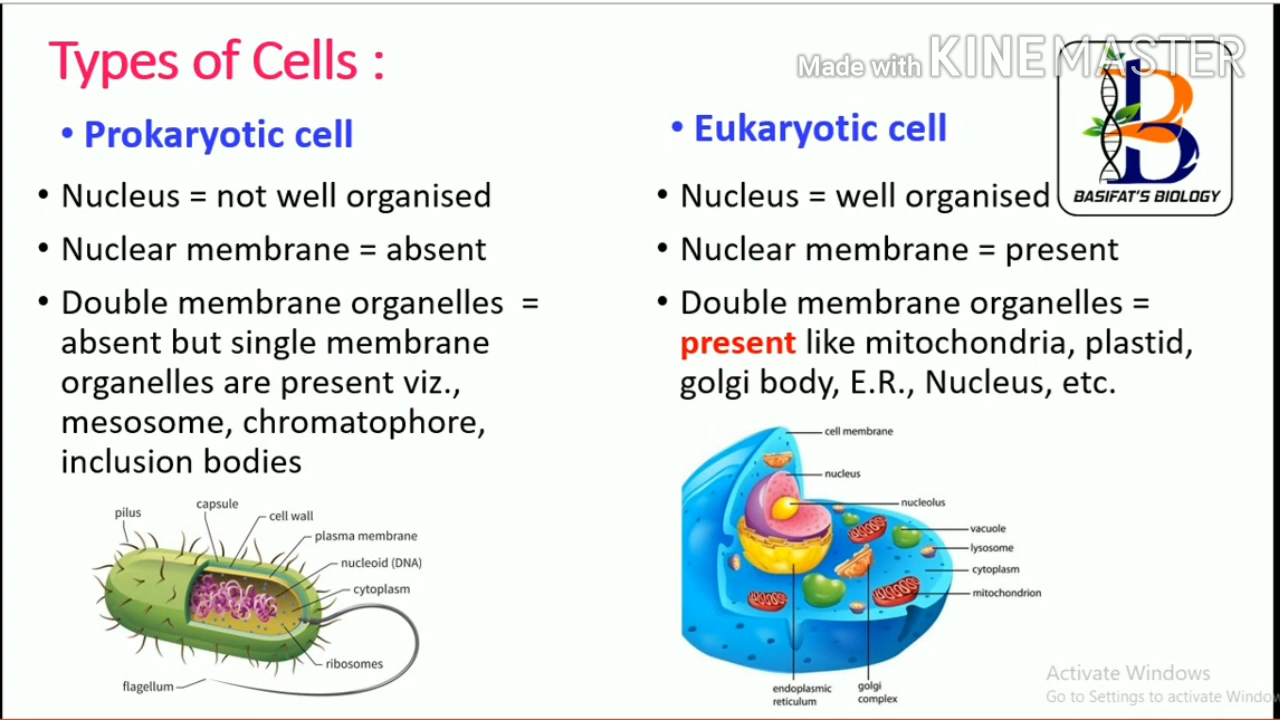 Types of Cells :
Made with KINEMASTER
BASIFAT'S BIOLOGY
• Prokaryotic cell
• Nucleus = not well organised
• Nuclear membrane = absent
• Double membrane organelles =
absent but single membrane
organelles are present viz.,
mesosome, chromatophore,
inclusion bodies
pilus
capsule
cell wall
plasma membrane
nucleoid (DNA)
cytoplasm
ribosomes
flagellum
• Eukaryotic cell
• Nucleus = well organised
• Nuclear membrane = present
• Double membrane organelles =
present like mitochondria, plastid,
golgi body, E.R., Nucleus, etc.
cell membrane
nucleus
nucleolus
vacuole
lysosome
cytoplasm
mitochondrion
endoplasmic
reticulum
golgi
complex
Activate Windows
Go to Settings to activate Window